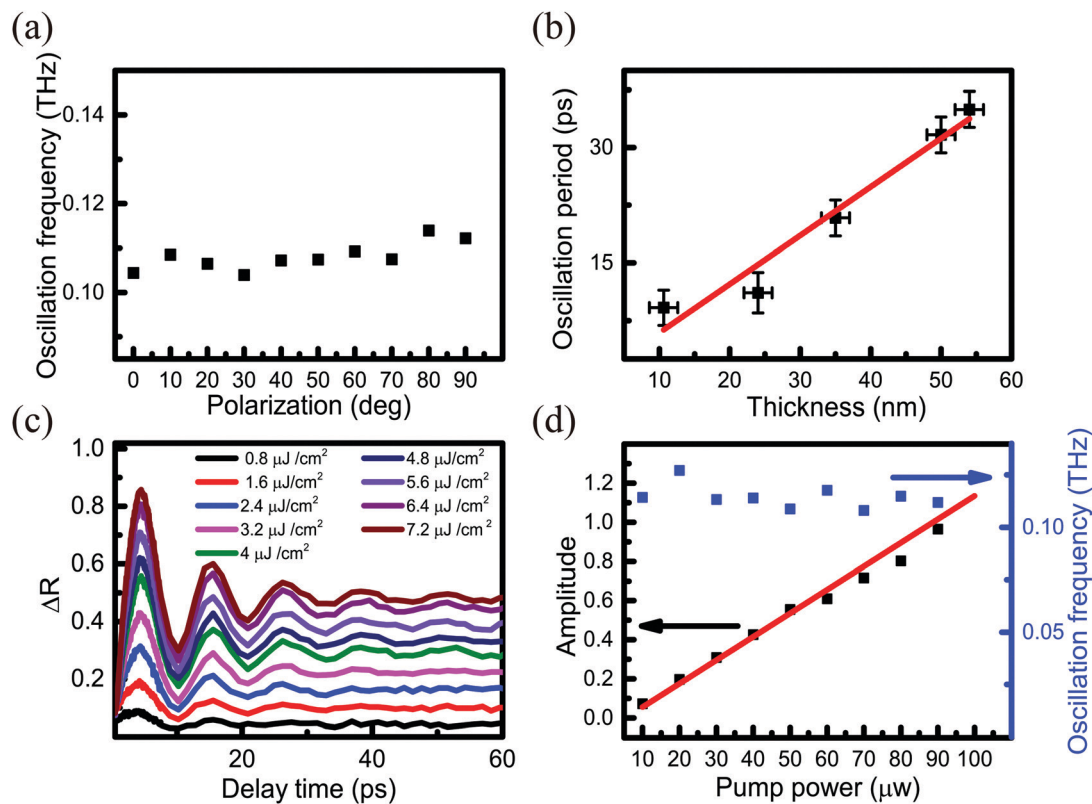 (a)
Oscillation frequency (THz)
0.14
0.12
0.10
0 10 20 30 40 50 60 70 80 90
Polarization (deg)
(b)
Oscillation period (ps)
30
15
10 20 30 40 50 60
Thickness (nm)
(c)
ΔR
1.0
0.8
0.6
0.4
0.2
0.8 μJ /cm²
1.6 μJ/cm²
2.4 μJ/cm²
3.2 μJ/cm²
4 μJ /cm²
4.8 μJ/cm²
5.6 μJ/cm²
6.4 μJ/cm²
7.2 μJ/cm²
20 40 60
Delay time (ps)
(d)
Amplitude
1.2
1.0
0.8
0.6
0.4
0.2
0.0
Oscillation frequency (THz)
0.10
0.05
10 20 30 40 50 60 70 80 90 100
Pump power (μw)